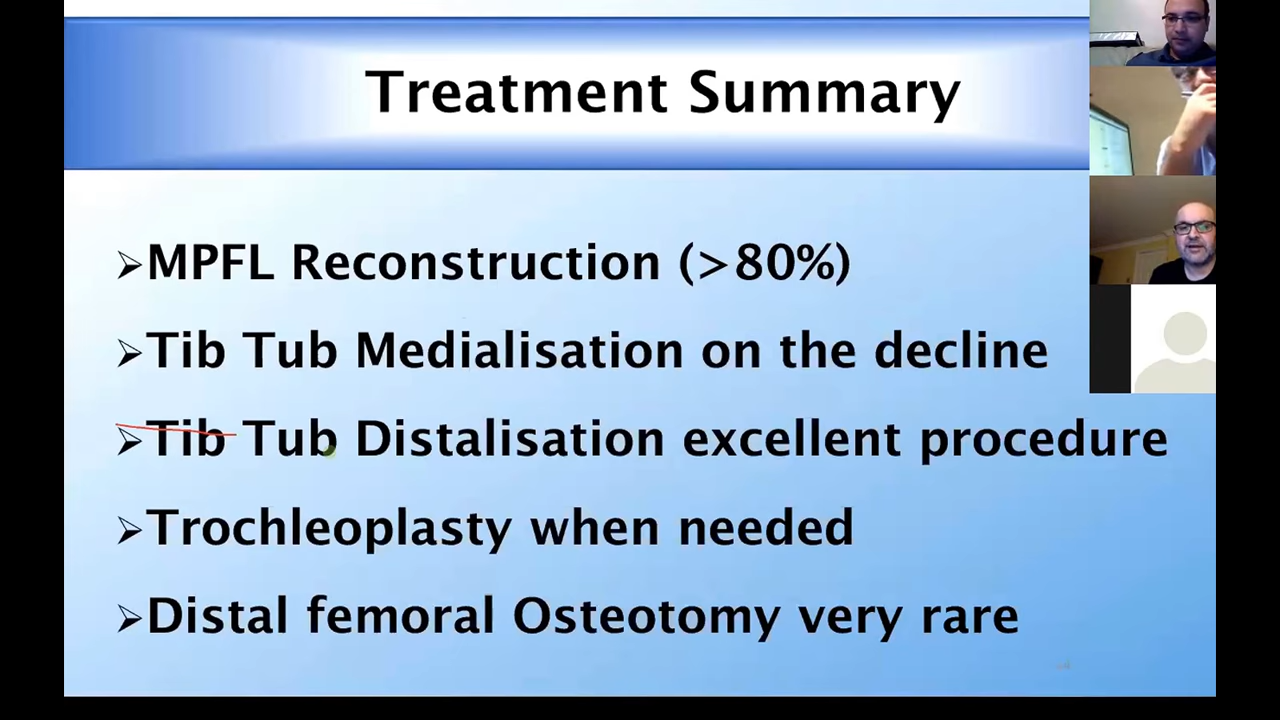 Treatment Summary
➢MPFL Reconstruction (>80%)
➢Tib Tub Medialisation on the decline
➢Tib Tub Distalisation excellent procedure
➢Trochleoplasty when needed
➢Distal femoral Osteotomy very rare